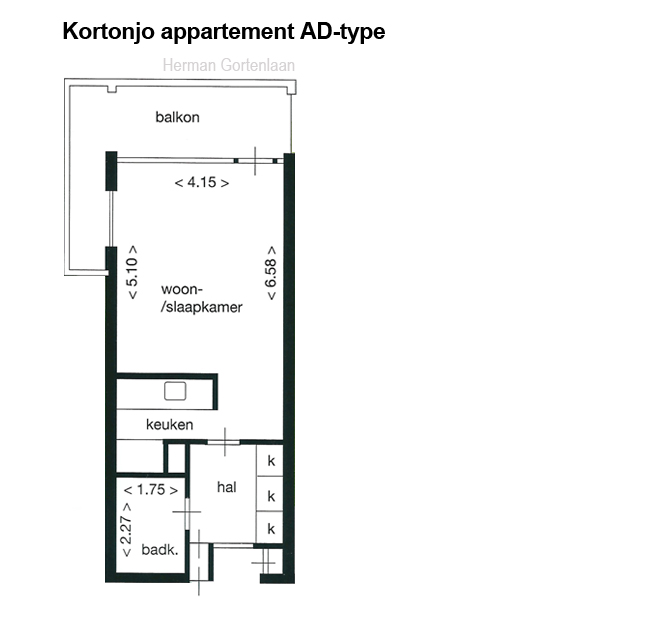 Kortonjo appartement AD-type
Herman Gortenlaan
balkon
< 4.15 >
< 5.10 >
< 6.58 >
woon-
/slaapkamer
keuken
k
hal
k
k
< 1.75 >
< 2.27 >
badk.